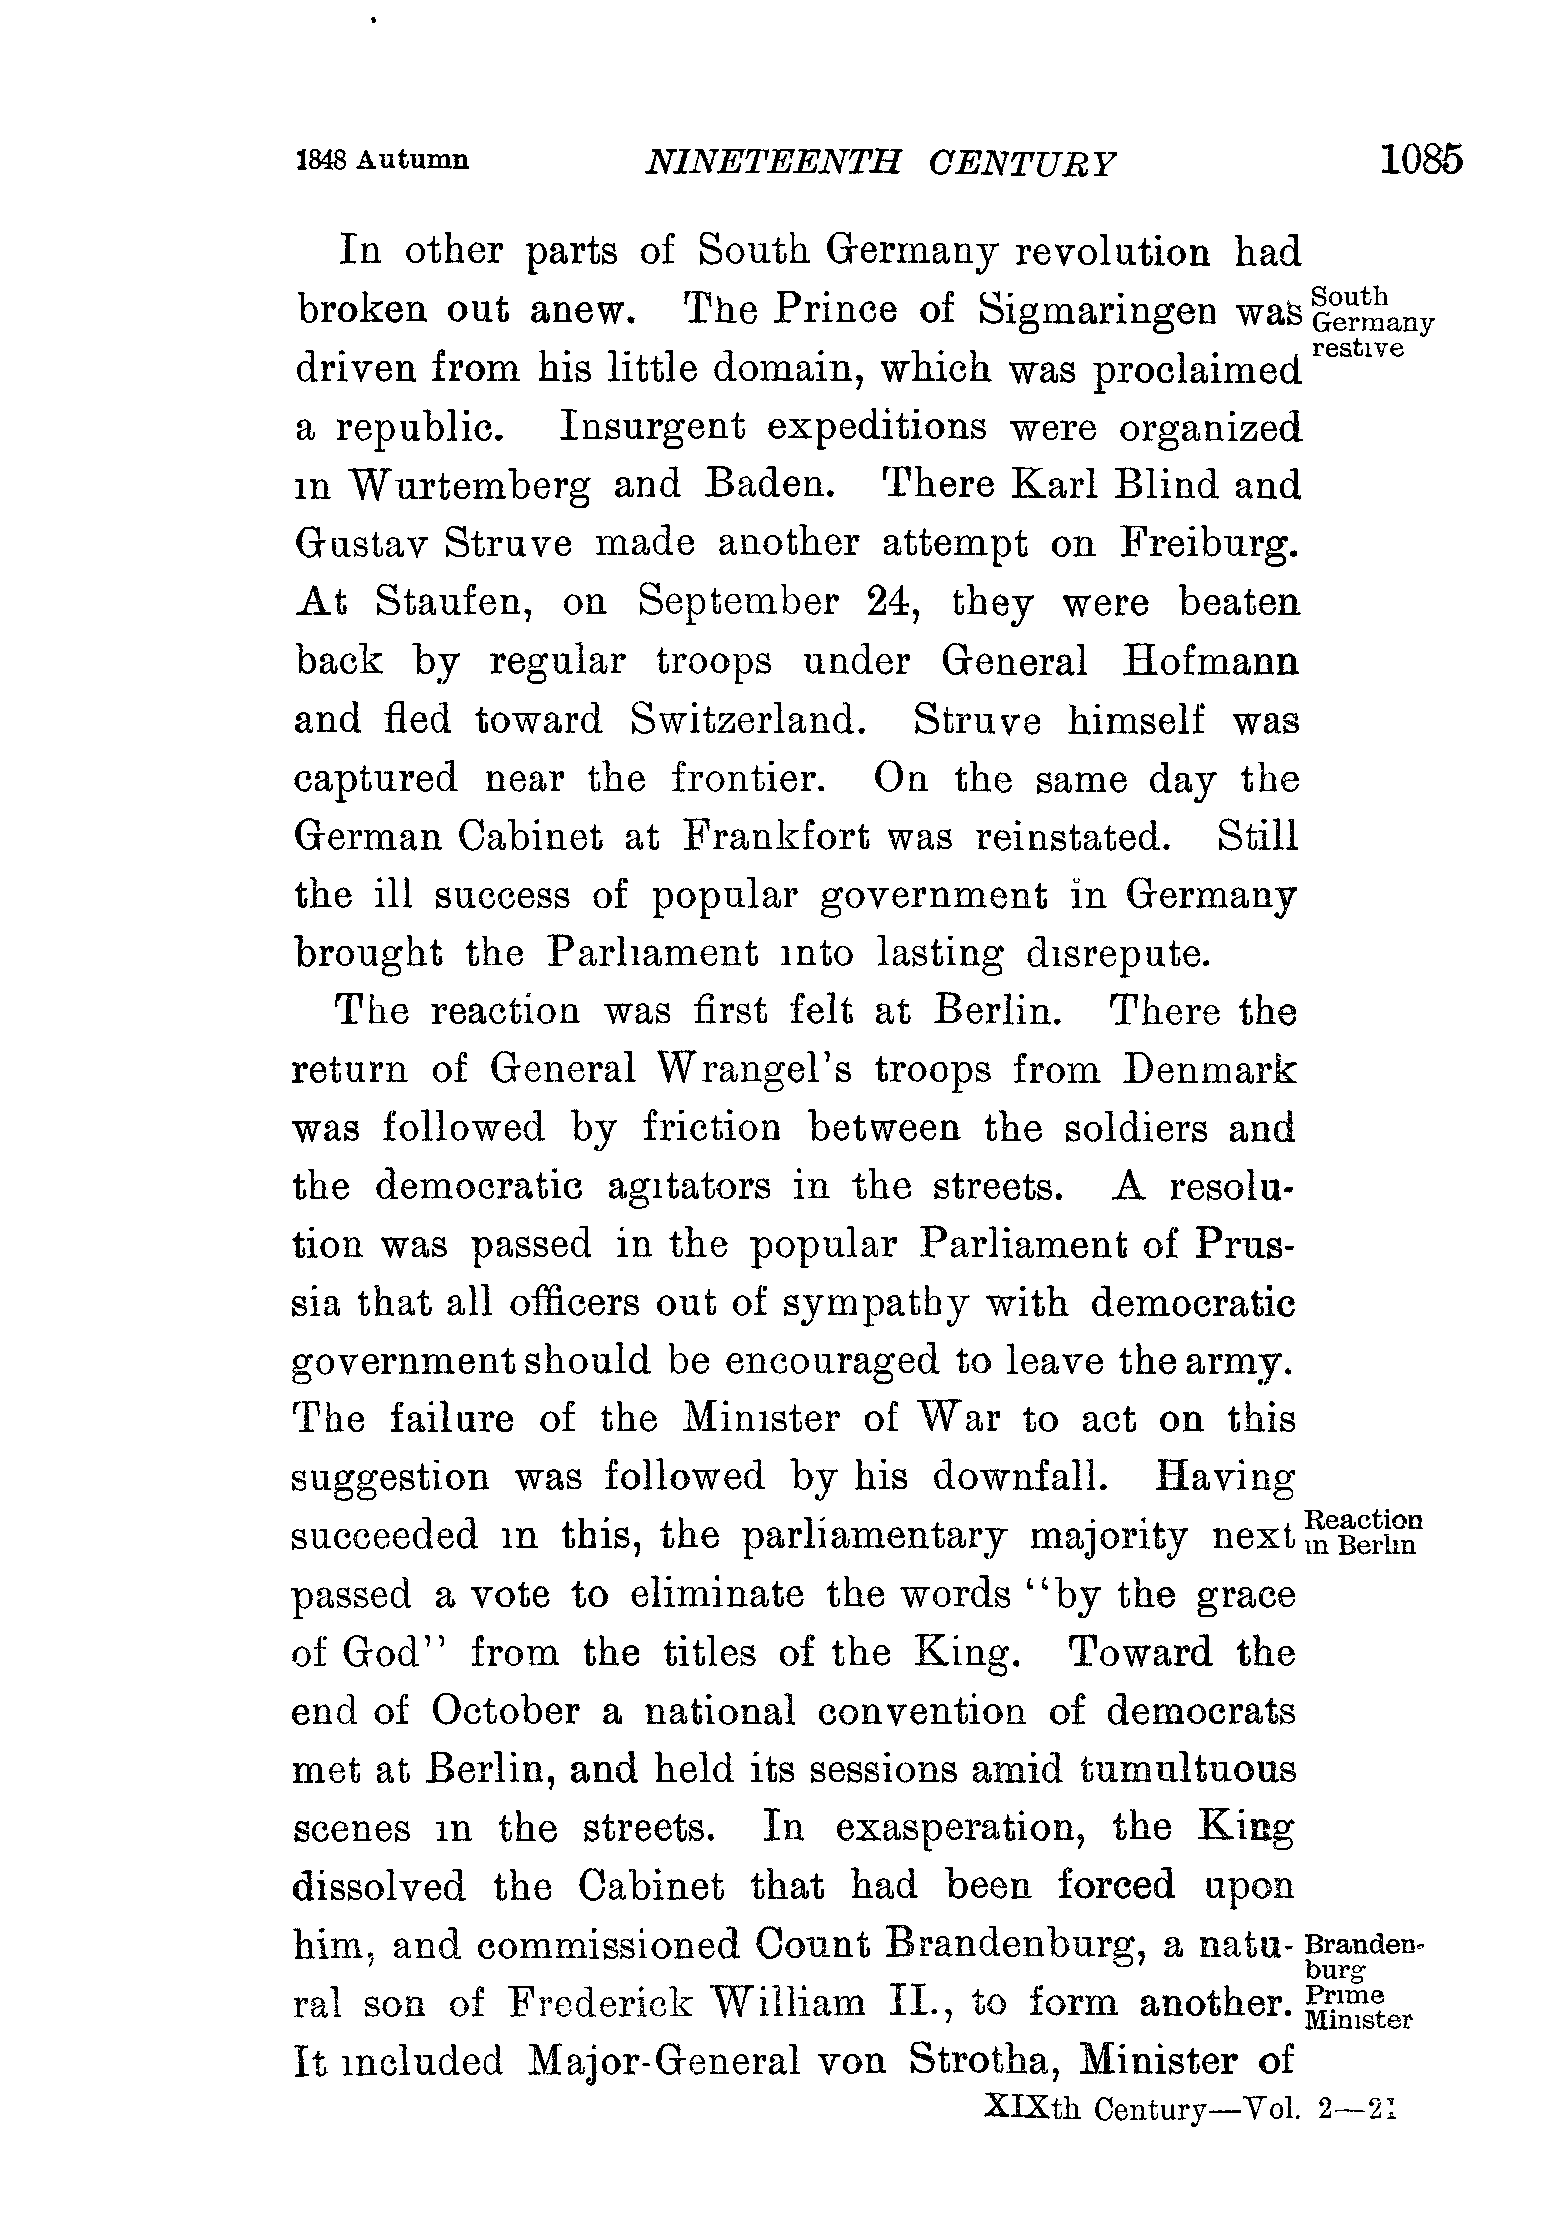 1848 Autumn NINETEENTH CENTURY 1085
In other parts of South Germany revolution had
broken out anew. The Prince of Sigmaringen was
South
Germany
restive
driven from his little domain, which was proclaimed
a republic. Insurgent expeditions were organized
in Wurtemberg and Baden. There Karl Blind and
Gustav Struve made another attempt on Freiburg.
At Staufen, on September 24, they were beaten
back by regular troops under General Hofmann
and fled toward Switzerland. Struve himself was
captured near the frontier. On the same day the
German Cabinet at Frankfort was reinstated. Still
the ill success of popular government in Germany
brought the Parliament into lasting disrepute.
The reaction was first felt at Berlin. There the
return of General Wrangel's troops from Denmark
was followed by friction between the soldiers and
the democratic agitators in the streets. A resolu-
tion was passed in the popular Parliament of Prus-
sia that all officers out of sympathy with democratic
government should be encouraged to leave the army.
The failure of the Minister of War to act on this
suggestion was followed by his downfall. Having
succeeded in this, the parliamentary majority next
Reaction
in Berlin
passed a vote to eliminate the words "by the grace
of God" from the titles of the King. Toward the
end of October a national convention of democrats
met at Berlin, and held its sessions amid tumultuous
scenes in the streets. In exasperation, the King
dissolved the Cabinet that had been forced upon
him, and commissioned Count Brandenburg, a natu-
ral son of Frederick William II., to form another.
Branden-
burg
Prime
Minister
It included Major-General von Strotha, Minister of
XIXth Century—Vol. 2—21